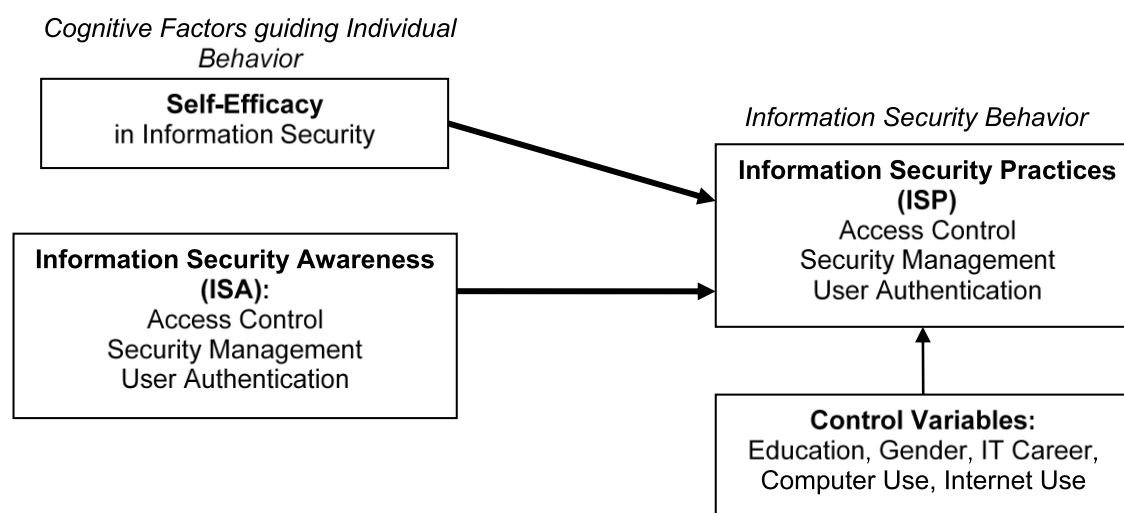 Cognitive Factors guiding Individual
Behavior
Self-Efficacy
in Information Security
Information Security Awareness
(ISA):
Access Control
Security Management
User Authentication
Information Security Behavior
Information Security Practices
(ISP)
Access Control
Security Management
User Authentication
Control Variables:
Education, Gender, IT Career,
Computer Use, Internet Use